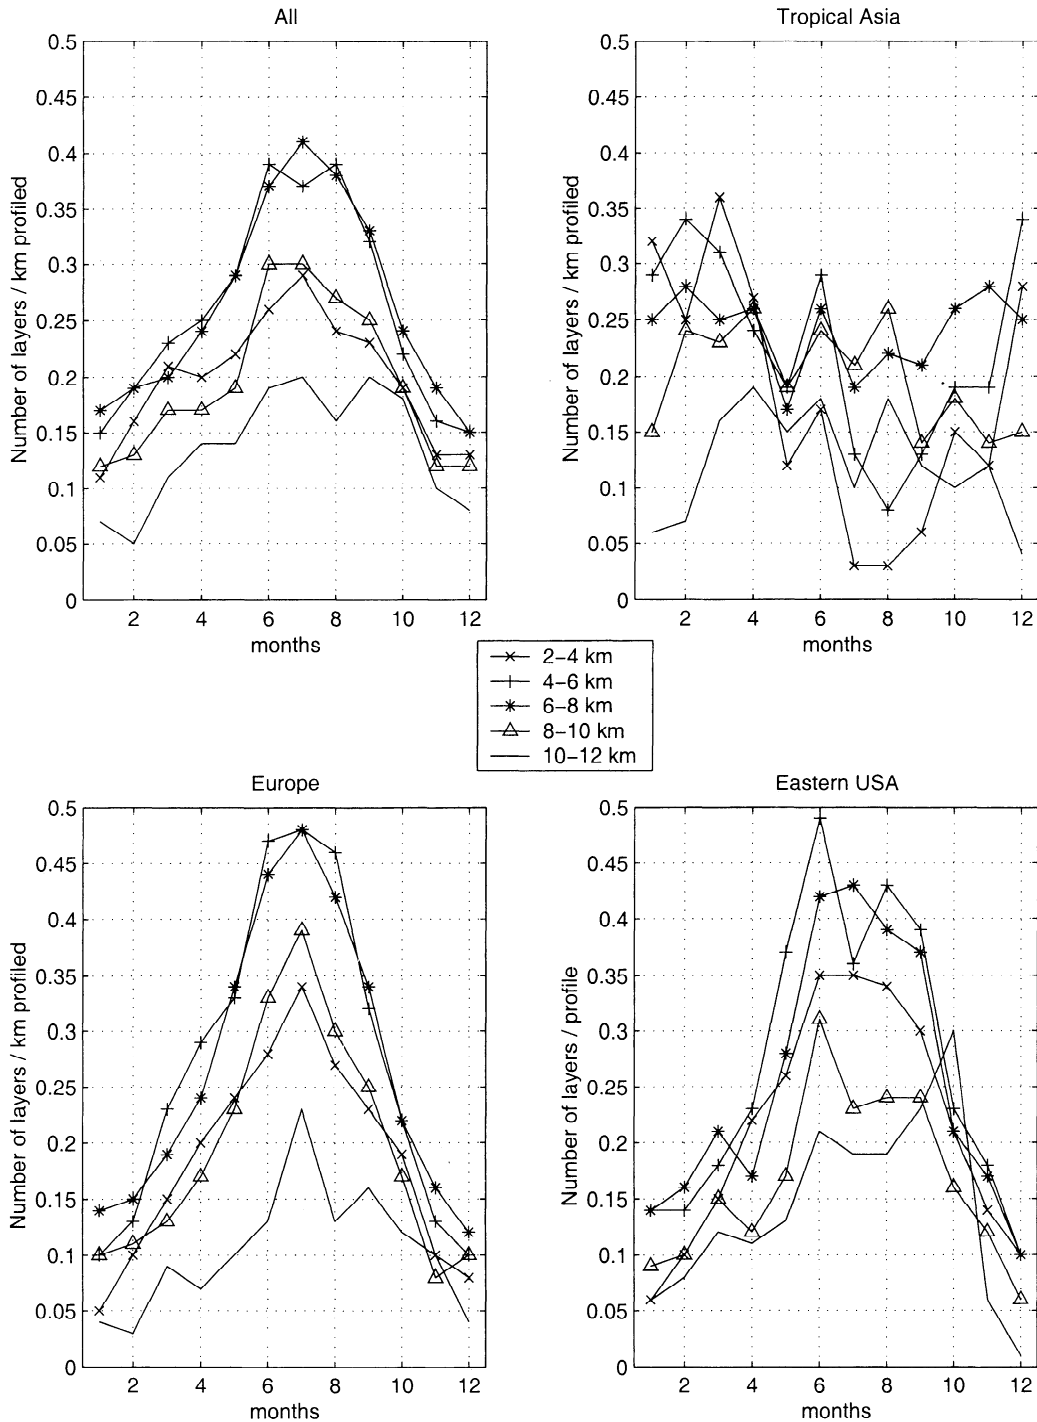 All
Number of layers / km profiled
0.5
0.45
0.4
0.35
0.3
0.25
0.2
0.15
0.1
0.05
0
2 4 6 8 10 12
months
Tropical Asia
Number of layers / km profiled
0.5
0.45
0.4
0.35
0.3
0.25
0.2
0.15
0.1
0.05
0
2 4 6 8 10 12
months
2–4 km
4–6 km
6–8 km
8–10 km
10–12 km
Europe
Number of layers / km profiled
0.5
0.45
0.4
0.35
0.3
0.25
0.2
0.15
0.1
0.05
0
2 4 6 8 10 12
months
Eastern USA
Number of layers / profile
0.5
0.45
0.4
0.35
0.3
0.25
0.2
0.15
0.1
0.05
0
2 4 6 8 10 12
months